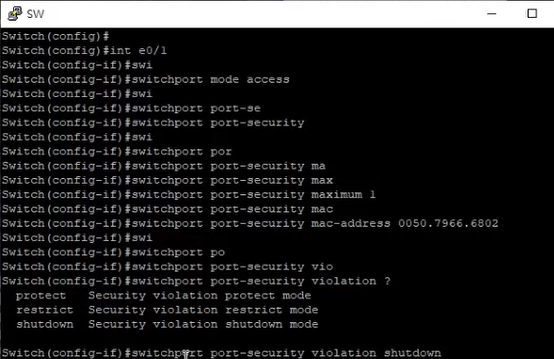 SW
Switch(config)#
Switch(config)#int e0/1
Switch(config-if)#swi
Switch(config-if)#switchport mode access
Switch(config-if)#swi
Switch(config-if)#switchport port-se
Switch(config-if)#switchport port-security
Switch(config-if)#swi
Switch(config-if)#switchport por
Switch(config-if)#switchport port-security ma
Switch(config-if)#switchport port-security max
Switch(config-if)#switchport port-security maximum 1
Switch(config-if)#switchport port-security mac
Switch(config-if)#switchport port-security mac-address 0050.7966.6802
Switch(config-if)#swi
Switch(config-if)#switchport po
Switch(config-if)#switchport port-security vio
Switch(config-if)#switchport port-security violation ?
protect Security violation protect mode
restrict Security violation restrict mode
shutdown Security violation shutdown mode
Switch(config-if)#switchport port-security violation shutdown